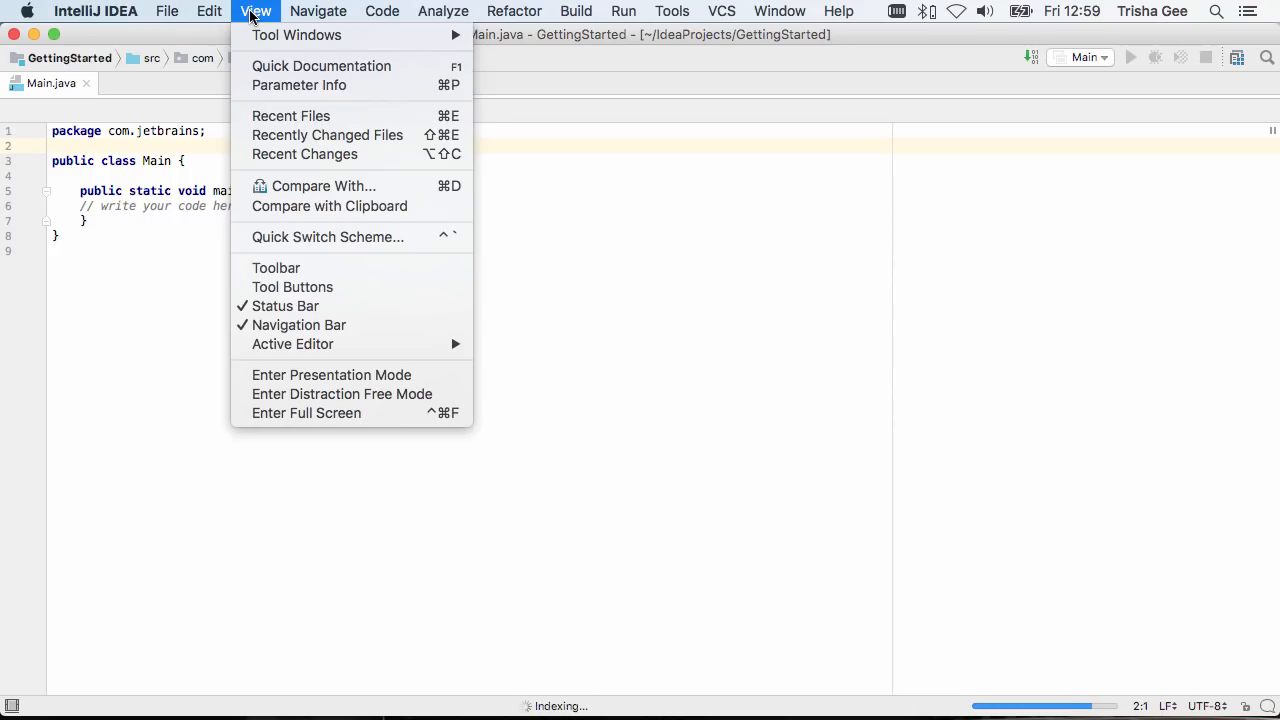 IntelliJ IDEA File Edit View Navigate Code Analyze Refactor Build Run Tools VCS Window Help Fri 12:59 Trisha Gee
Main.java - GettingStarted - [~/IdeaProjects/GettingStarted]
GettingStarted src com Main
Main.java
Tool Windows
Quick Documentation F1
Parameter Info ⌘P
Recent Files ⌘E
Recently Changed Files ⇧⌘E
Recent Changes ⌥⇧C
Compare With... ⌘D
Compare with Clipboard
Quick Switch Scheme... ^ `
Toolbar
Tool Buttons
✓ Status Bar
✓ Navigation Bar
Active Editor
Enter Presentation Mode
Enter Distraction Free Mode
Enter Full Screen ^⌘F
1 package com.jetbrains;
2
3 public class Main {
4
5 public static void mai
6 // write your code her
7 }
8 }
9
Indexing... 2:1 LF UTF-8